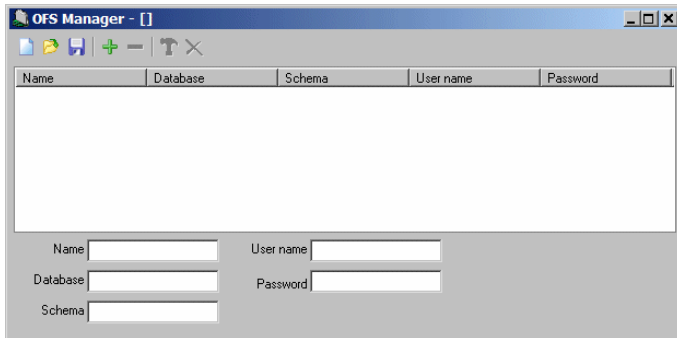 OFS Manager - []
Name Database Schema User name Password
Name User name
Database Password
Schema